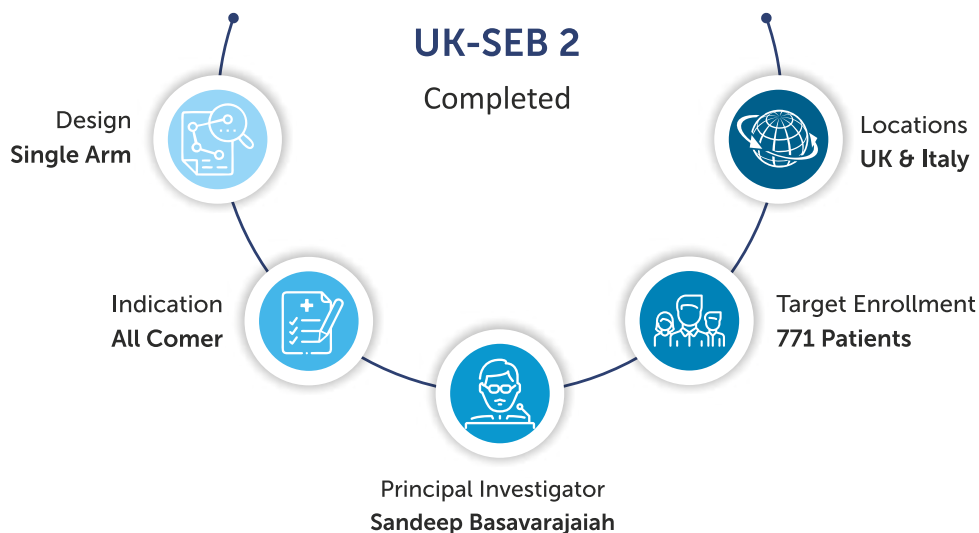 UK-SEB 2
Completed
Design
Single Arm
Locations
UK & Italy
Indication
All Comer
Target Enrollment
771 Patients
Principal Investigator
Sandeep Basavarajaiah